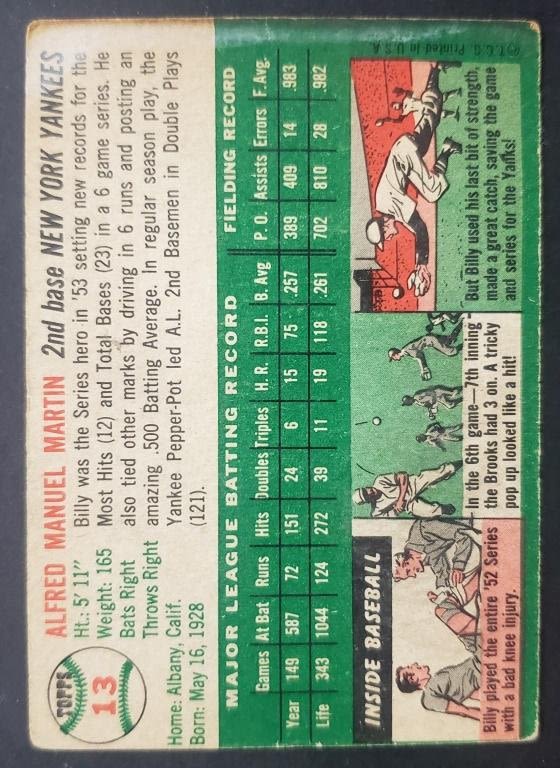 TOPPS
13
ALFRED MANUEL MARTIN 2nd base NEW YORK YANKEES
Ht.: 5' 11"
Weight: 165
Bats Right
Throws Right
Home: Albany, Calif.
Born: May 16, 1928
Billy was the Series hero in '53 setting new records for the
Most Hits (12) and Total Bases (23) in a 6 game series. He
also tied other marks by driving in 6 runs and posting an
amazing .500 Batting Average. In regular season play, the
Yankee Pepper-Pot led A.L. 2nd Basemen in Double Plays
(121).
MAJOR LEAGUE BATTING RECORD FIELDING RECORD
Games At Bat Runs Hits Doubles Triples H. R. R.B.I. B. Avg P. O. Assists Errors F. Avg.
Year 149 587 72 151 24 6 15 75 .257 389 409 14 .983
Life 343 1044 124 272 39 11 19 118 .261 702 810 28 .982
INSIDE BASEBALL
Billy played the entire '52 Series
with a bad knee injury.
In the 6th game—7th inning
the Brooks had 3 on. A tricky
pop up looked like a hit!
But Billy used his last bit of strength,
made a great catch, saving the game
and series for the Yanks!
© T. C. G. Printed in U. S. A.